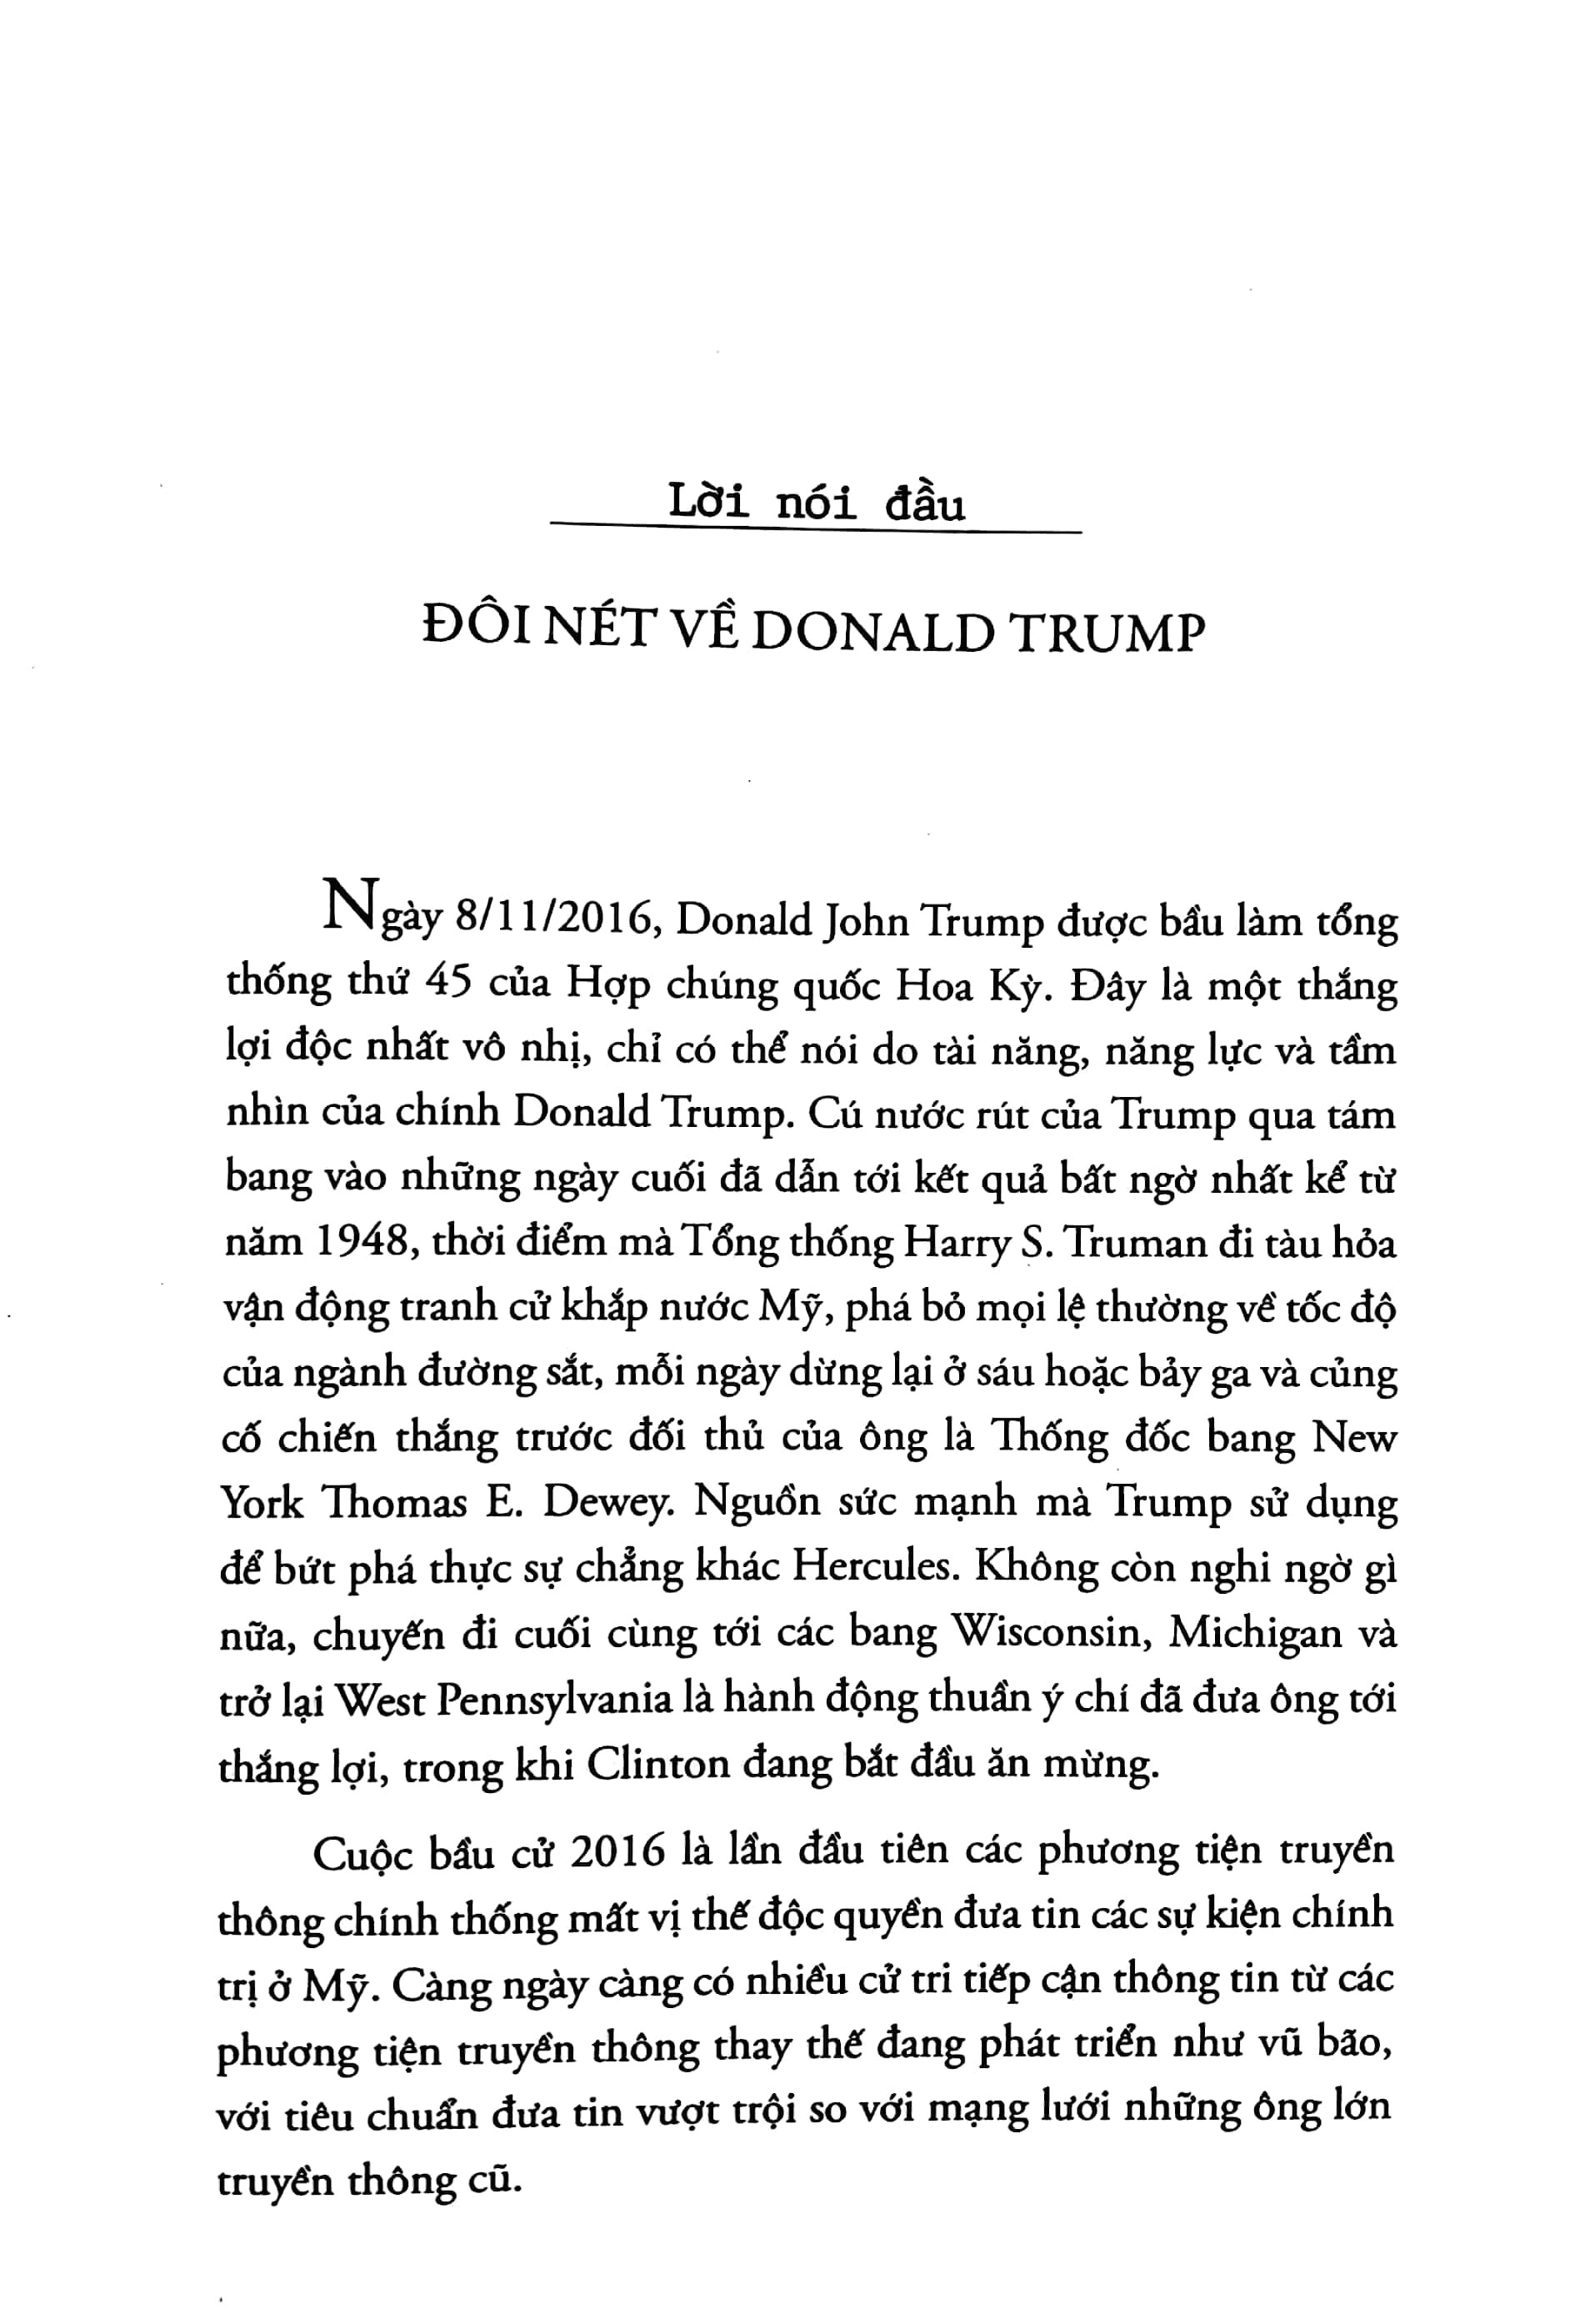 Lời nói đầu
ĐÔI NÉT VỀ DONALD TRUMP
Ngày 8/11/2016, Donald John Trump được bầu làm tổng
thống thứ 45 của Hợp chúng quốc Hoa Kỳ. Đây là một thắng
lợi độc nhất vô nhị, chỉ có thể nói do tài năng, năng lực và tầm
nhìn của chính Donald Trump. Cú nước rút của Trump qua tám
bang vào những ngày cuối đã dẫn tới kết quả bất ngờ nhất kể từ
năm 1948, thời điểm mà Tổng thống Harry S. Truman đi tàu hỏa
vận động tranh cử khắp nước Mỹ, phá bỏ mọi lệ thường về tốc độ
của ngành đường sắt, mỗi ngày dừng lại ở sáu hoặc bảy ga và củng
cố chiến thắng trước đối thủ của ông là Thống đốc bang New
York Thomas E. Dewey. Nguồn sức mạnh mà Trump sử dụng
để bứt phá thực sự chẳng khác Hercules. Không còn nghi ngờ gì
nữa, chuyến đi cuối cùng tới các bang Wisconsin, Michigan và
trở lại West Pennsylvania là hành động thuần ý chí đã đưa ông tới
thắng lợi, trong khi Clinton đang bắt đầu ăn mừng.
Cuộc bầu cử 2016 là lần đầu tiên các phương tiện truyền
thông chính thống mất vị thế độc quyền đưa tin các sự kiện chính
trị ở Mỹ. Càng ngày càng có nhiều cử tri tiếp cận thông tin từ các
phương tiện truyền thông thay thế đang phát triển như vũ bão,
với tiêu chuẩn đưa tin vượt trội so với mạng lưới những ông lớn
truyền thông cũ.